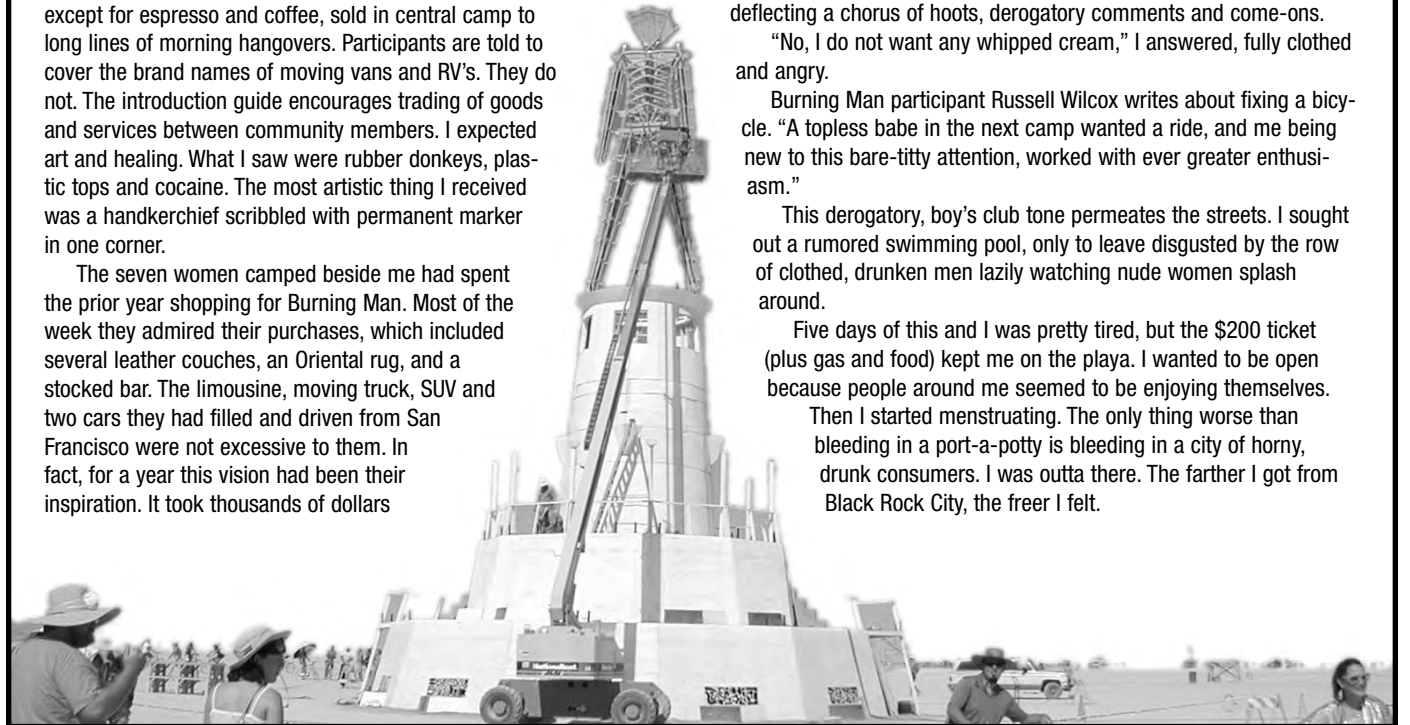 except for espresso and coffee, sold in central camp to
long lines of morning hangovers. Participants are told to
cover the brand names of moving vans and RV's. They do
not. The introduction guide encourages trading of goods
and services between community members. I expected
art and healing. What I saw were rubber donkeys, plas-
tic tops and cocaine. The most artistic thing I received
was a handkerchief scribbled with permanent marker
in one corner.
The seven women camped beside me had spent
the prior year shopping for Burning Man. Most of the
week they admired their purchases, which included
several leather couches, an Oriental rug, and a
stocked bar. The limousine, moving truck, SUV and
two cars they had filled and driven from San
Francisco were not excessive to them. In
fact, for a year this vision had been their
inspiration. It took thousands of dollars
deflecting a chorus of hoots, derogatory comments and come-ons.
“No, I do not want any whipped cream,” I answered, fully clothed
and angry.
Burning Man participant Russell Wilcox writes about fixing a bicy-
cle. “A topless babe in the next camp wanted a ride, and me being
new to this bare-titty attention, worked with ever greater enthusi-
asm.”
This derogatory, boy’s club tone permeates the streets. I sought
out a rumored swimming pool, only to leave disgusted by the row
of clothed, drunken men lazily watching nude women splash
around.
Five days of this and I was pretty tired, but the $200 ticket
(plus gas and food) kept me on the playa. I wanted to be open
because people around me seemed to be enjoying themselves.
Then I started menstruating. The only thing worse than
bleeding in a port-a-potty is bleeding in a city of horny,
drunk consumers. I was outta there. The farther I got from
Black Rock City, the freer I felt.